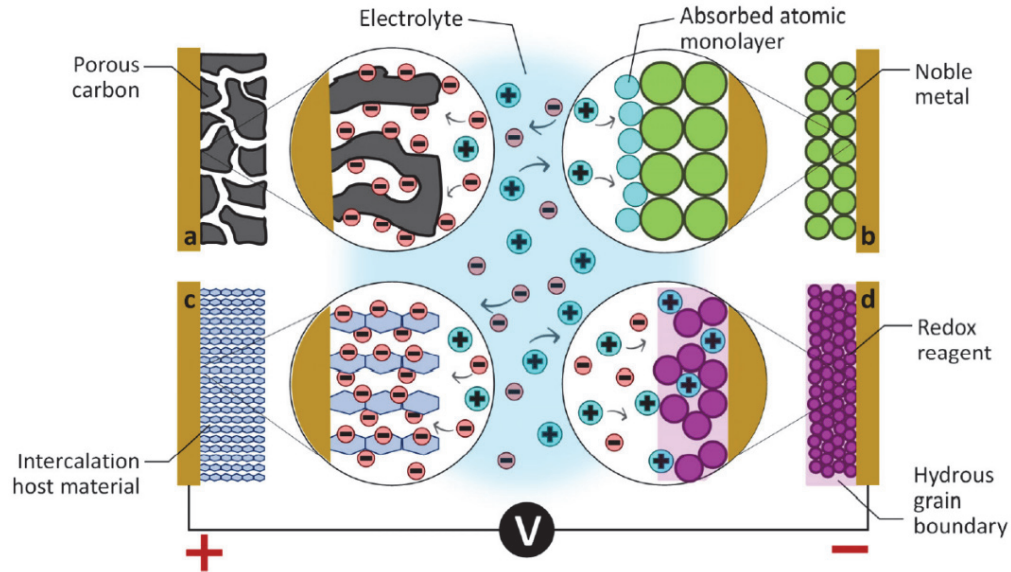 Electrolyte
Absorbed atomic
monolayer
Porous
carbon
Noble
metal
a
b
c
d
Redox
reagent
Intercalation
host material
Hydrous
grain
boundary
V
+
−